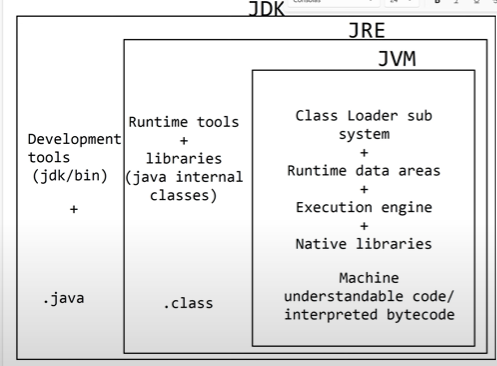 JDK
JRE
JVM
Development
tools
(jdk/bin)
+
.java
Runtime tools
+
libraries
(java internal
classes)
.class
Class Loader sub
system
+
Runtime data areas
+
Execution engine
+
Native libraries
Machine
understandable code/
interpreted bytecode